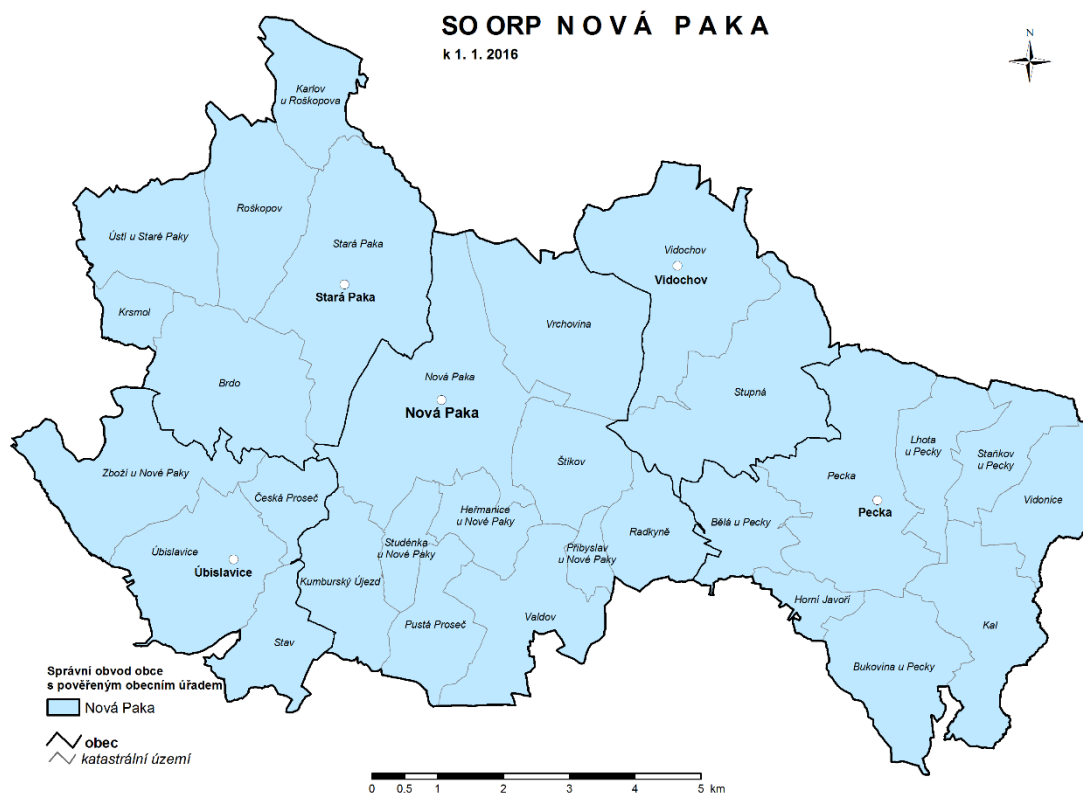 SO ORP NOVÁ PAKA
k 1. 1. 2016
N
Karlov
u Roškopova
Roškopov
Ústí u Staré Paky
Stará Paka
Stará Paka
Krsmol
Brdo
Vidochov
Vidochov
Vrchovina
Nová Paka
Nová Paka
Stupná
Štikov
Lhota
u Pecky
Staňkov
u Pecky
Vidonice
Pecka
Pecka
Zboží u Nové Paky
Česká Proseč
Heřmanice
u Nové Paky
Bělá u Pecky
Radkyně
Úbislavice
Úbislavice
Studénka
u Nové Paky
Přibyslav
u Nové Paky
Kumburský Újezd
Horní Javoří
Pustá Proseč
Valdov
Kal
Stav
Bukovina u Pecky
Správní obvod obce
s pověřeným obecním úřadem
Nová Paka
obec
katastrální území
0 0.5 1 2 3 4 5 km